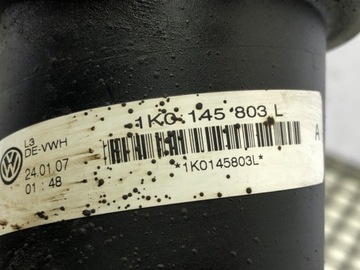 1K0 145 803 L
L3
DE-VWH
24.01.07
01:48
*1K0145803L*
A